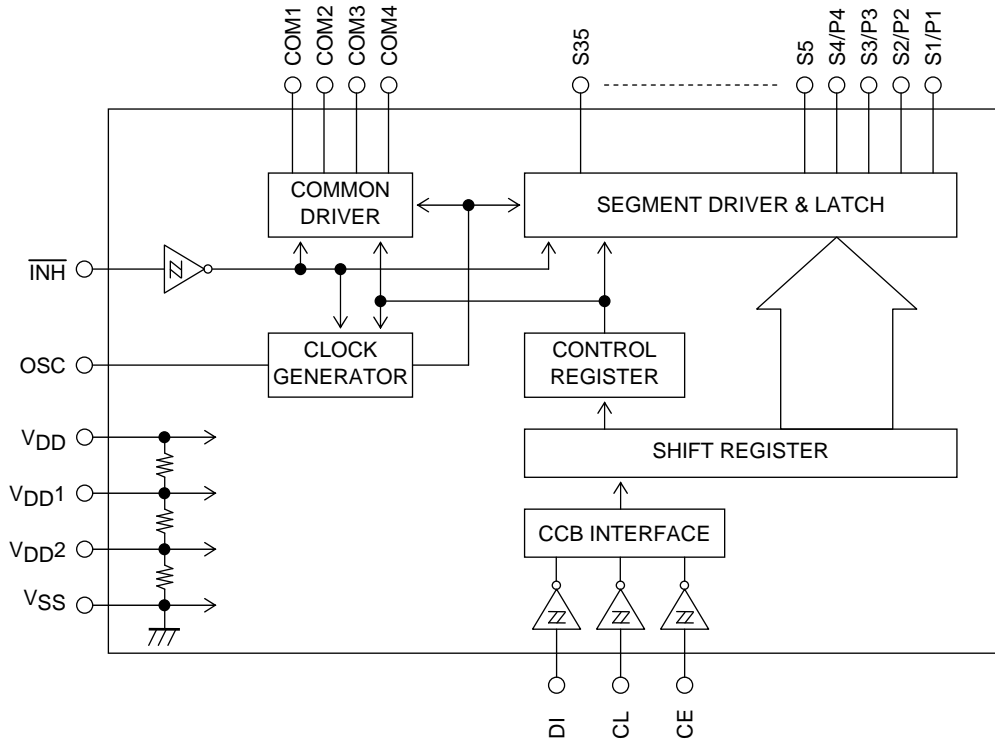 COM1
COM2
COM3
COM4
S35
S5
S4/P4
S3/P3
S2/P2
S1/P1
COMMON
DRIVER
SEGMENT DRIVER & LATCH
INH
OSC
CLOCK
GENERATOR
CONTROL
REGISTER
VDD
SHIFT REGISTER
VDD1
CCB INTERFACE
VDD2
VSS
DI
CL
CE